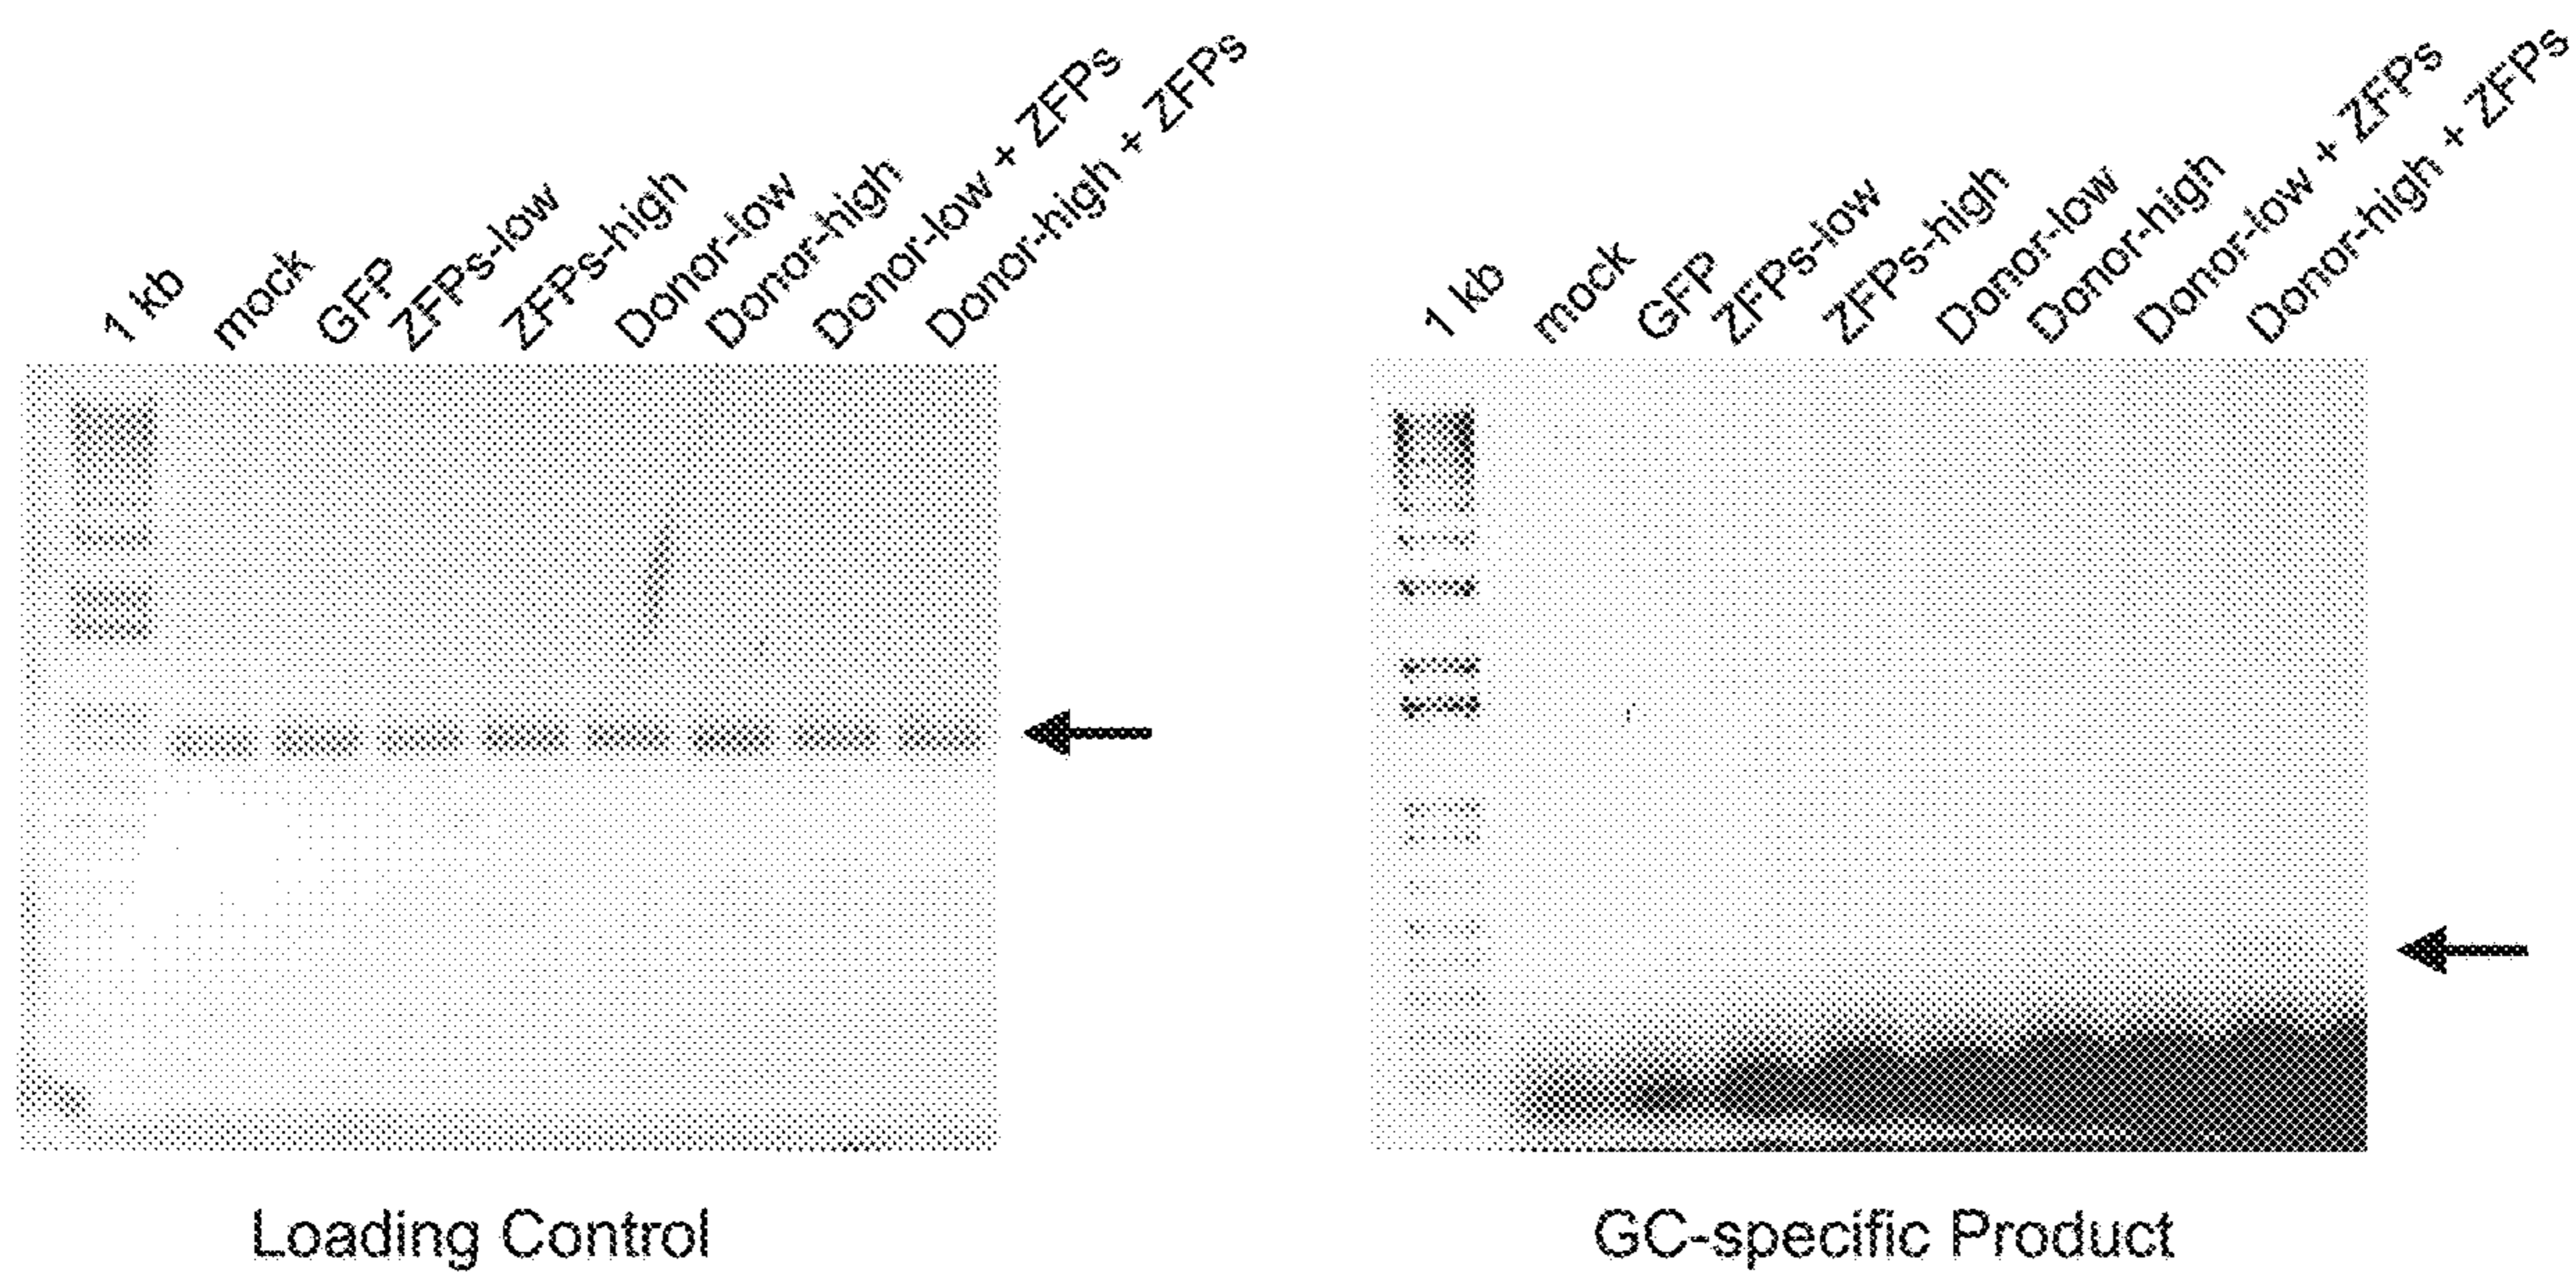 1 kb
mock
GFP
ZFPs-low
ZFPs-high
Donor-low
Donor-high
Donor-low + ZFPs
Donor-high + ZFPs
1 kb
mock
GFP
ZFPs-low
ZFPs-high
Donor-low
Donor-high
Donor-low + ZFPs
Donor-high + ZFPs
Loading Control
GC-specific Product